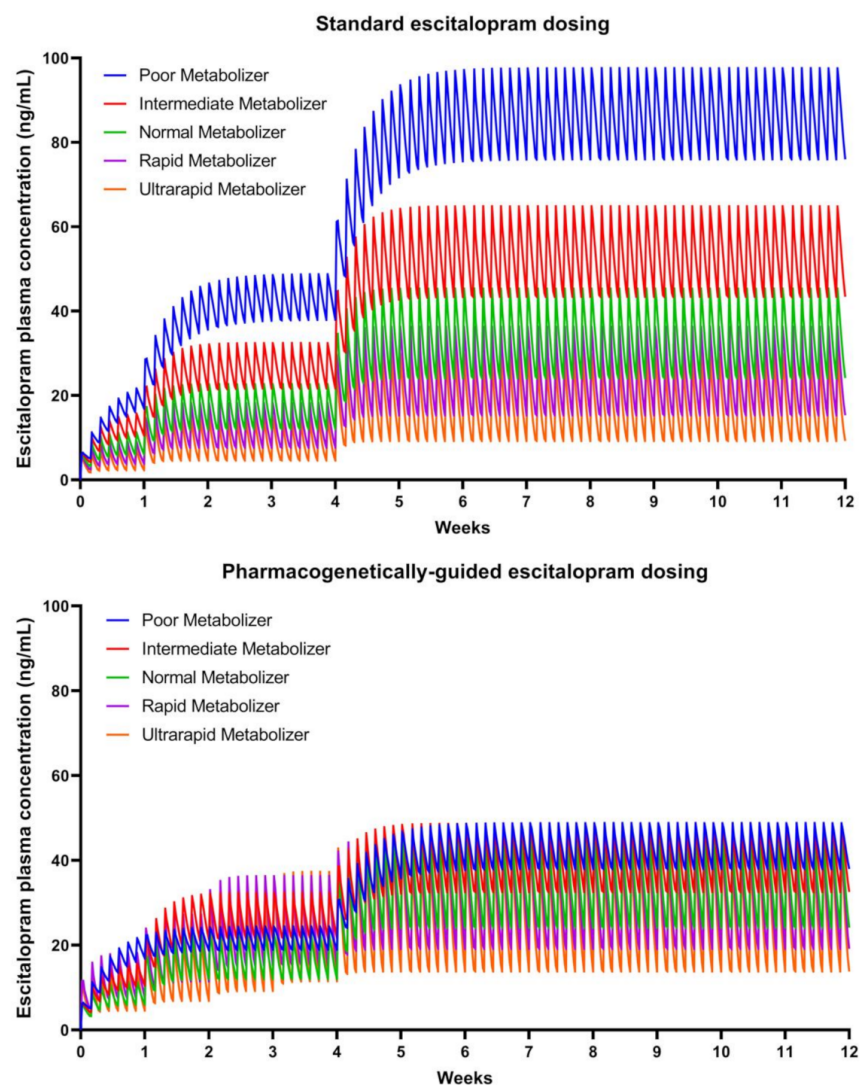 Standard escitalopram dosing
Escitalopram plasma concentration (ng/mL)
100
80
60
40
20
0
Poor Metabolizer
Intermediate Metabolizer
Normal Metabolizer
Rapid Metabolizer
Ultrarapid Metabolizer
0 1 2 3 4 5 6 7 8 9 10 11 12
Weeks
Pharmacogenetically-guided escitalopram dosing
Escitalopram plasma concentration (ng/mL)
100
80
60
40
20
0
Poor Metabolizer
Intermediate Metabolizer
Normal Metabolizer
Rapid Metabolizer
Ultrarapid Metabolizer
0 1 2 3 4 5 6 7 8 9 10 11 12
Weeks